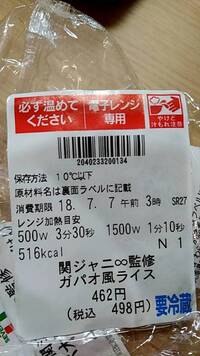 必ず温めて
ください
電子レンジ
専用
やけど
汁もれ注意
2040233200134
保存方法 10℃以下
原材料名は裏面ラベルに記載
消費期限 18. 7. 7午前 3時 SR27
レンジ加熱目安
500W 3分30秒 1500W 1分10秒
516kcal N 1
関ジャニ∞監修
ガパオ風ライス
462円
(税込 498円) 要冷蔵